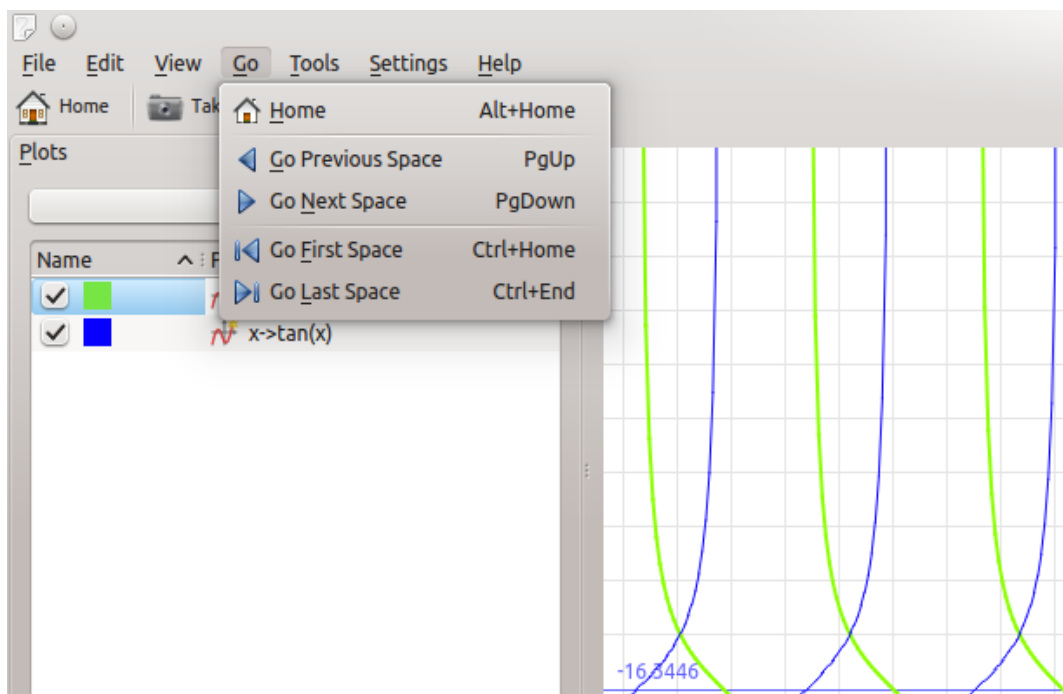 File Edit View Go Tools Settings Help
Home Tak
Home Alt+Home
Go Previous Space PgUp
Go Next Space PgDown
Go First Space Ctrl+Home
Go Last Space Ctrl+End
Plots
Name F
x->tan(x)
-16.3446